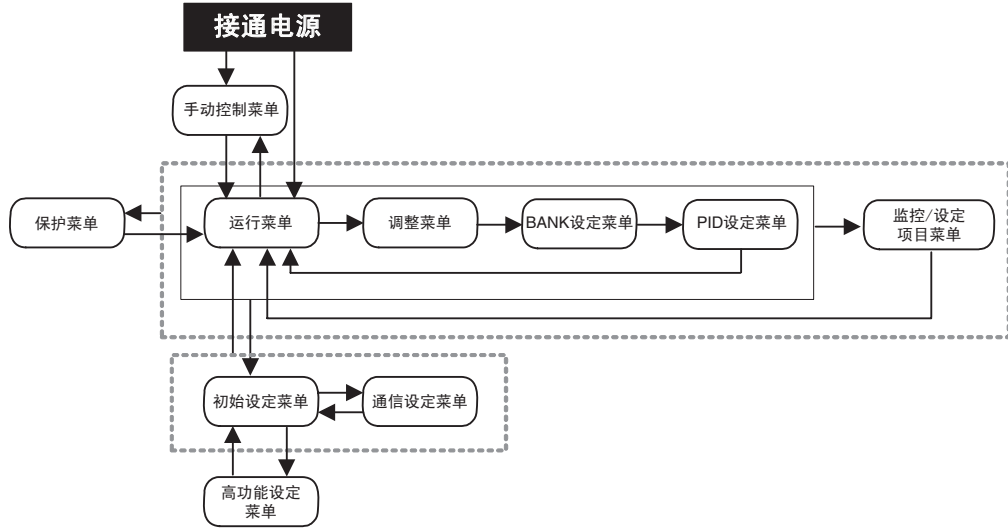 接通电源
手动控制菜单
保护菜单
运行菜单
调整菜单
BANK设定菜单
PID设定菜单
监控/设定
项目菜单
初始设定菜单
通信设定菜单
高功能设定
菜单